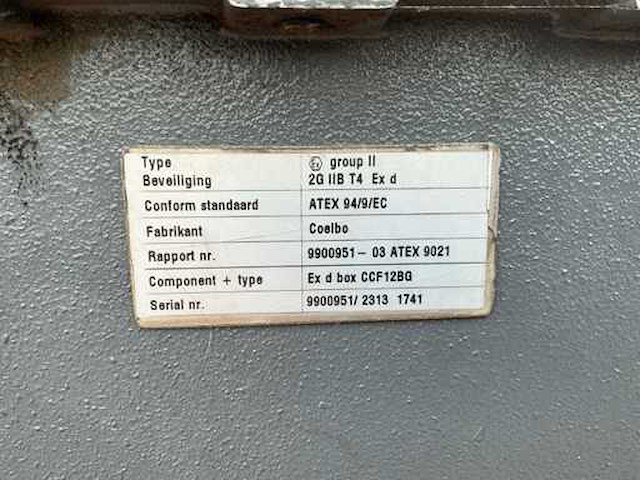 Type group II
Beveiliging 2G IIB T4 Ex d
Conform standaard ATEX 94/9/EC
Fabrikant Coelbo
Rapport nr. 9900951- 03 ATEX 9021
Component + type Ex d box CCF12BG
Serial nr. 9900951/ 2313 1741